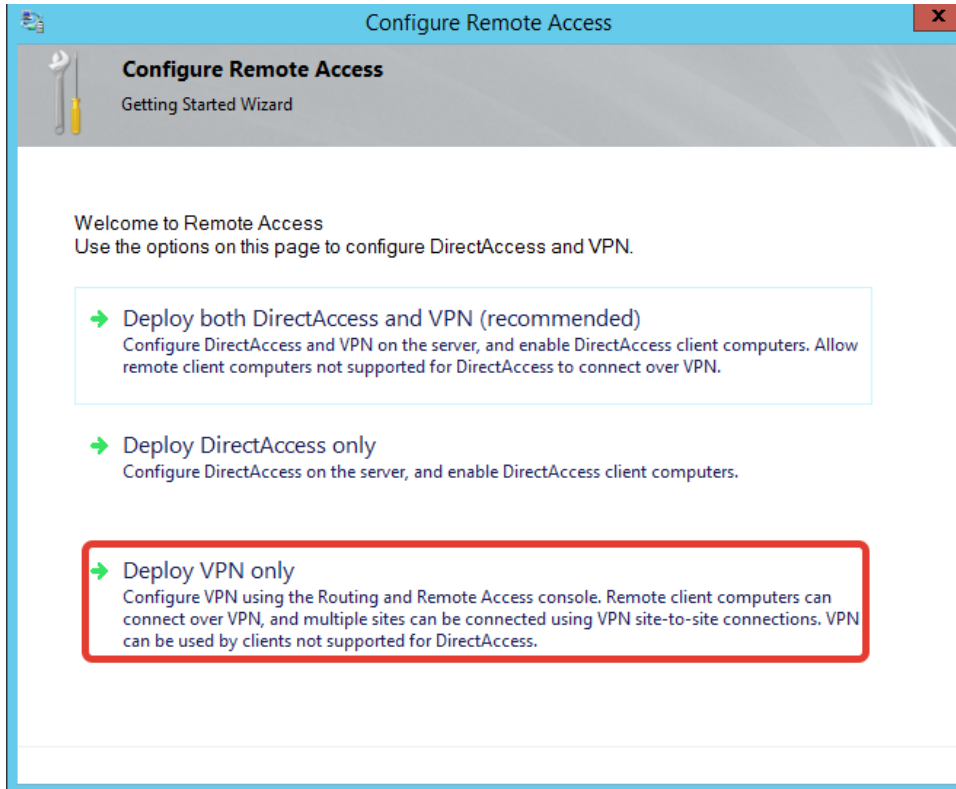 Configure Remote Access
x
Configure Remote Access
Getting Started Wizard
Welcome to Remote Access
Use the options on this page to configure DirectAccess and VPN.
Deploy both DirectAccess and VPN (recommended)
Configure DirectAccess and VPN on the server, and enable DirectAccess client computers. Allow
remote client computers not supported for DirectAccess to connect over VPN.
Deploy DirectAccess only
Configure DirectAccess on the server, and enable DirectAccess client computers.
Deploy VPN only
Configure VPN using the Routing and Remote Access console. Remote client computers can
connect over VPN, and multiple sites can be connected using VPN site-to-site connections. VPN
can be used by clients not supported for DirectAccess.